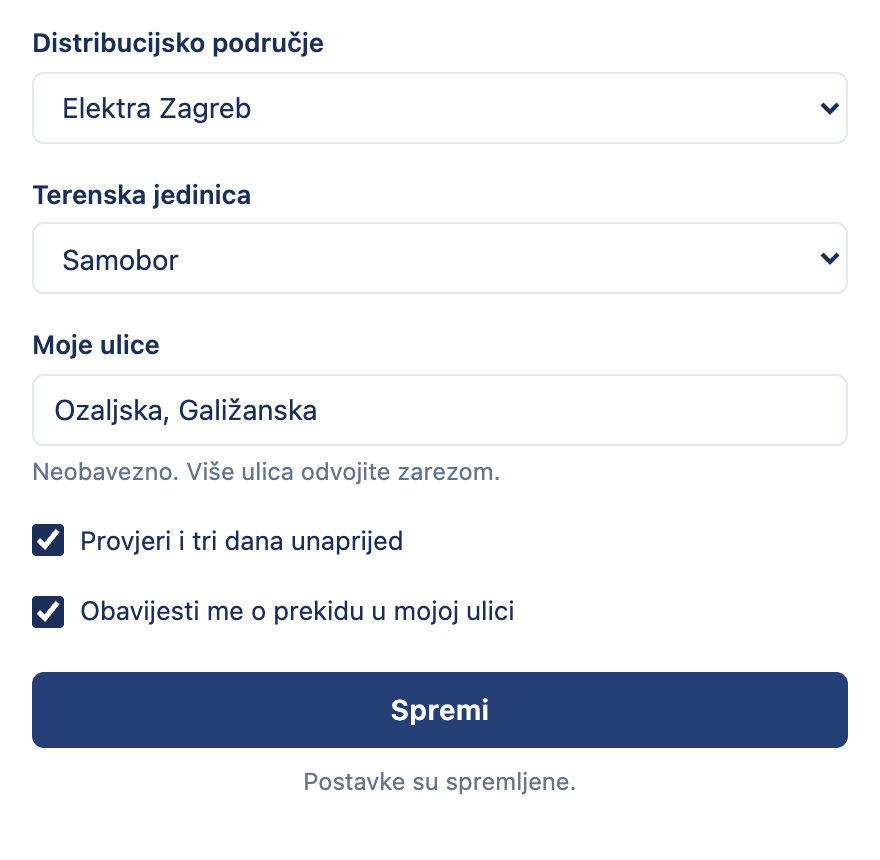 Distribucijsko područje
Elektra Zagreb
Terenska jedinica
Samobor
Moje ulice
Ozaljska, Galižanska
Neobavezno. Više ulica odvojite zarezom.
Provjeri i tri dana unaprijed
Obavijesti me o prekidu u mojoj ulici
Spremi
Postavke su spremljene.